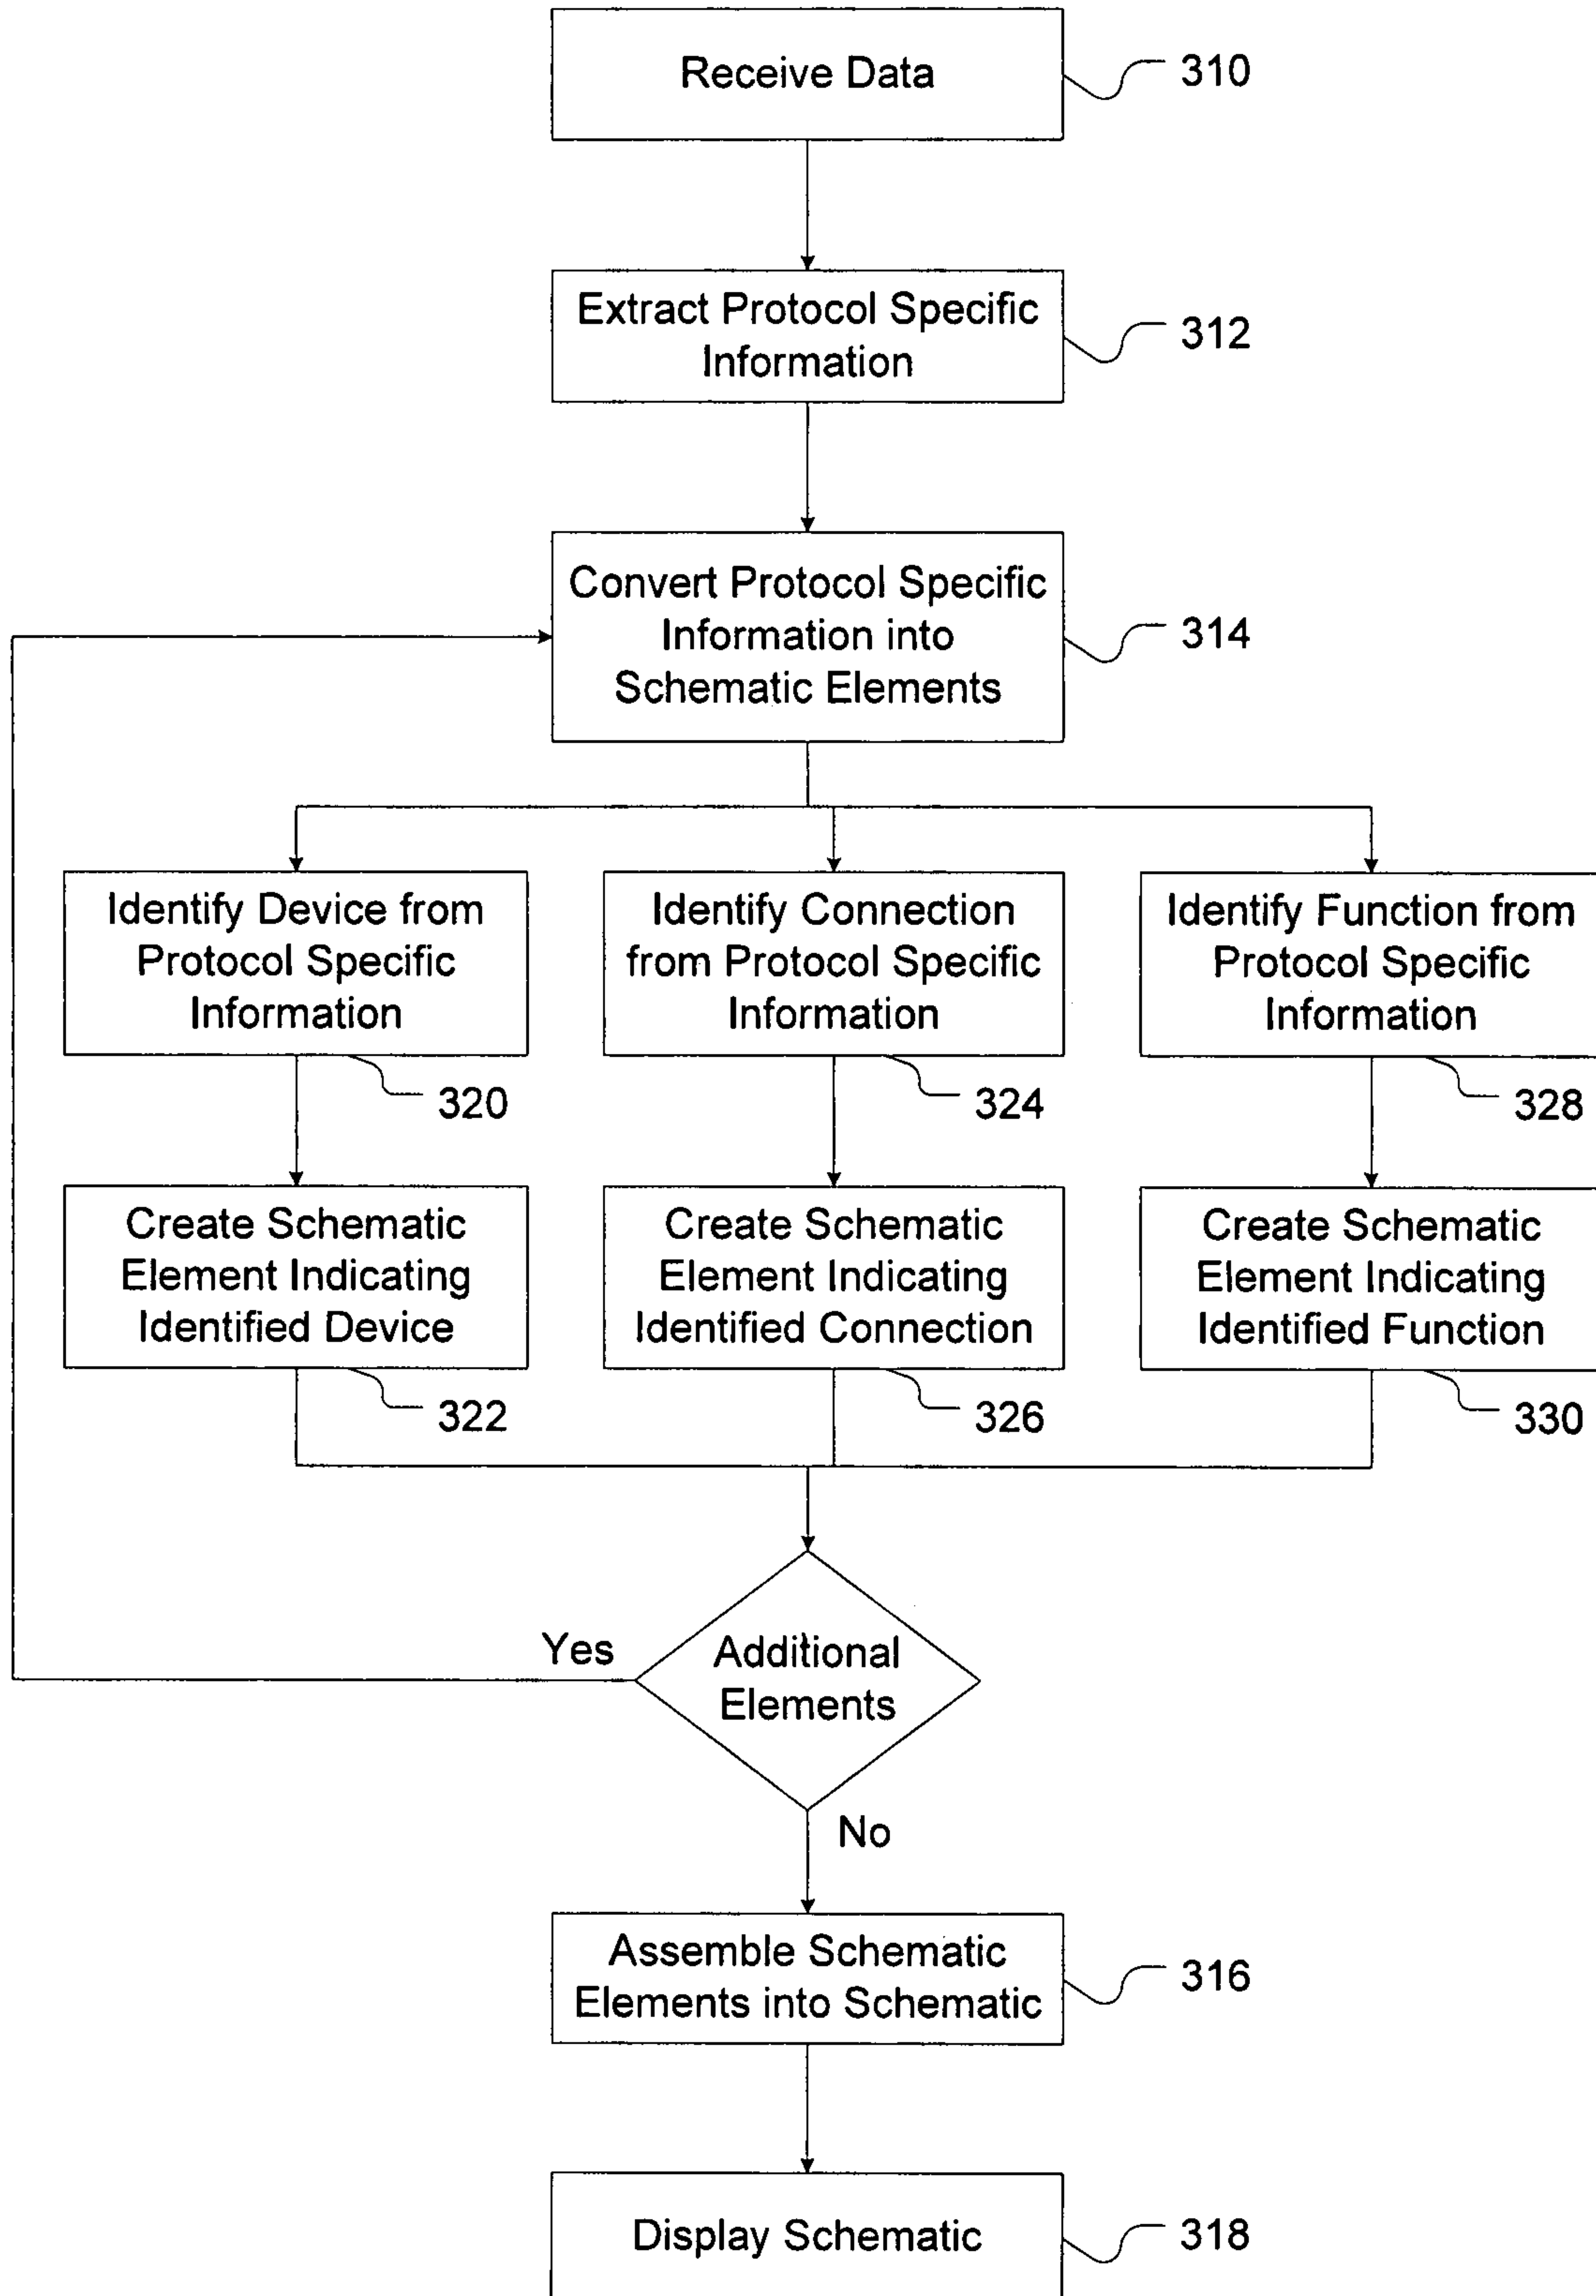 Receive Data
310
Extract Protocol Specific
Information
312
Convert Protocol Specific
Information into
Schematic Elements
314
Identify Device from
Protocol Specific
Information
320
Identify Connection
from Protocol Specific
Information
324
Identify Function from
Protocol Specific
Information
328
Create Schematic
Element Indicating
Identified Device
322
Create Schematic
Element Indicating
Identified Connection
326
Create Schematic
Element Indicating
Identified Function
330
Yes
Additional
Elements
No
Assemble Schematic
Elements into Schematic
316
Display Schematic
318